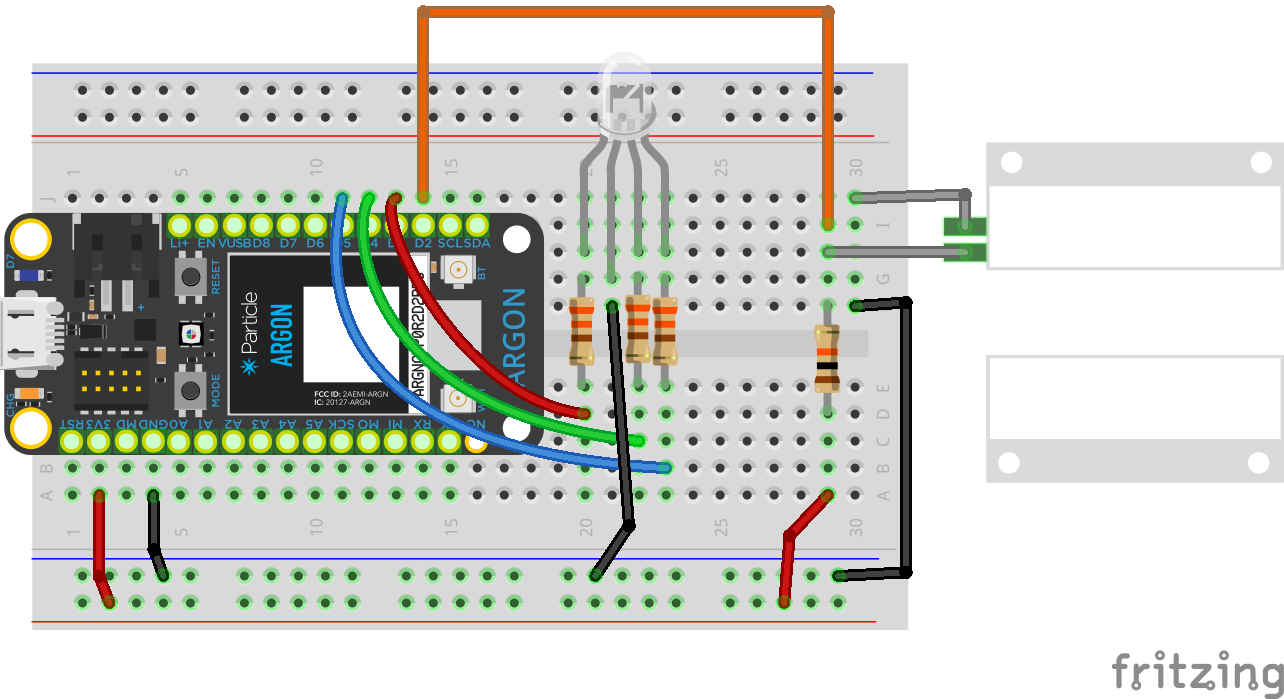 1 5 10 15 20 25 30
J
I
G
Li+ EN VUSB D8 D7 D6 D5 D4 D3 D2 SCL SDA
D7
RESET
BT
+
Particle
ARGON
ARGON
FCC ID: 2AEMI-ARGN
IC: 20127-ARGN
CHG
MODE
RST 3V3 MD GND A0 A1 A2 A3 A4 A5 SCK MO MI RX NC
E
D
C
B B
A A
1 5 10 15 20 25 30
fritzing